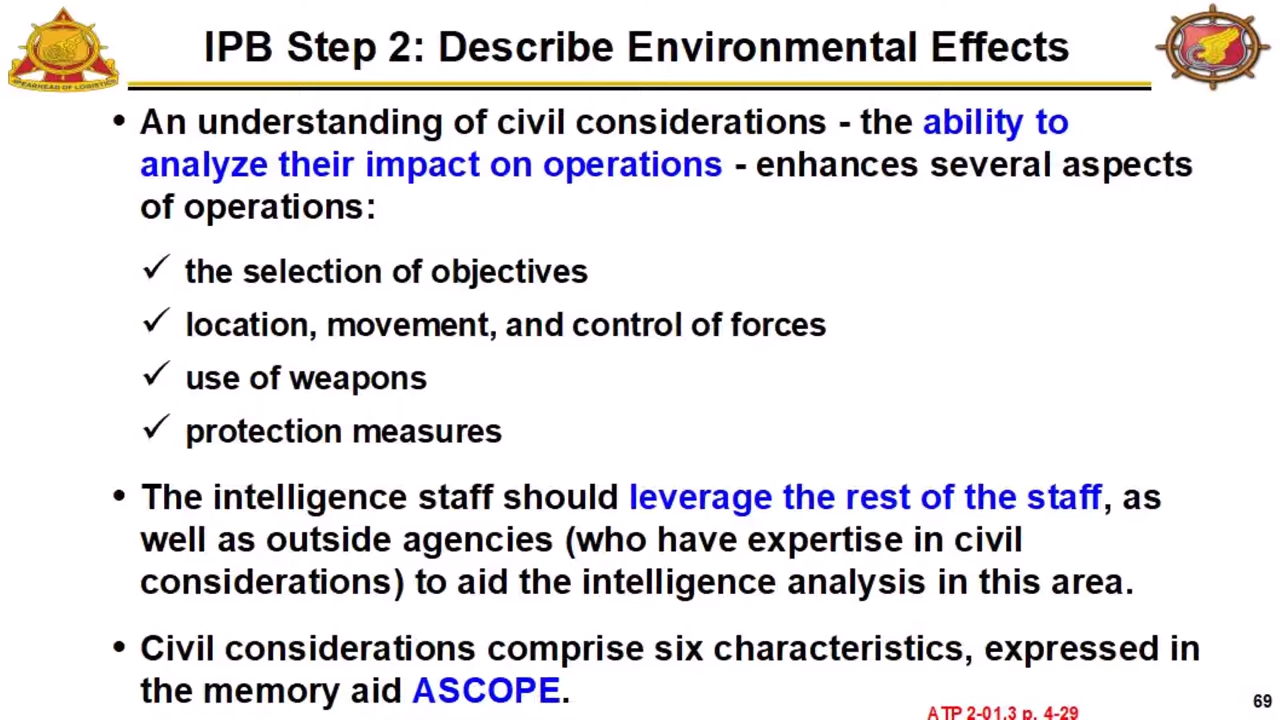 IPB Step 2: Describe Environmental Effects
SPEARHEAD OF LOGISTICS
• An understanding of civil considerations - the ability to
analyze their impact on operations - enhances several aspects
of operations:
✓ the selection of objectives
✓ location, movement, and control of forces
✓ use of weapons
✓ protection measures
• The intelligence staff should leverage the rest of the staff, as
well as outside agencies (who have expertise in civil
considerations) to aid the intelligence analysis in this area.
• Civil considerations comprise six characteristics, expressed in
the memory aid ASCOPE.
69
ATP 2-01.3 p. 4-29